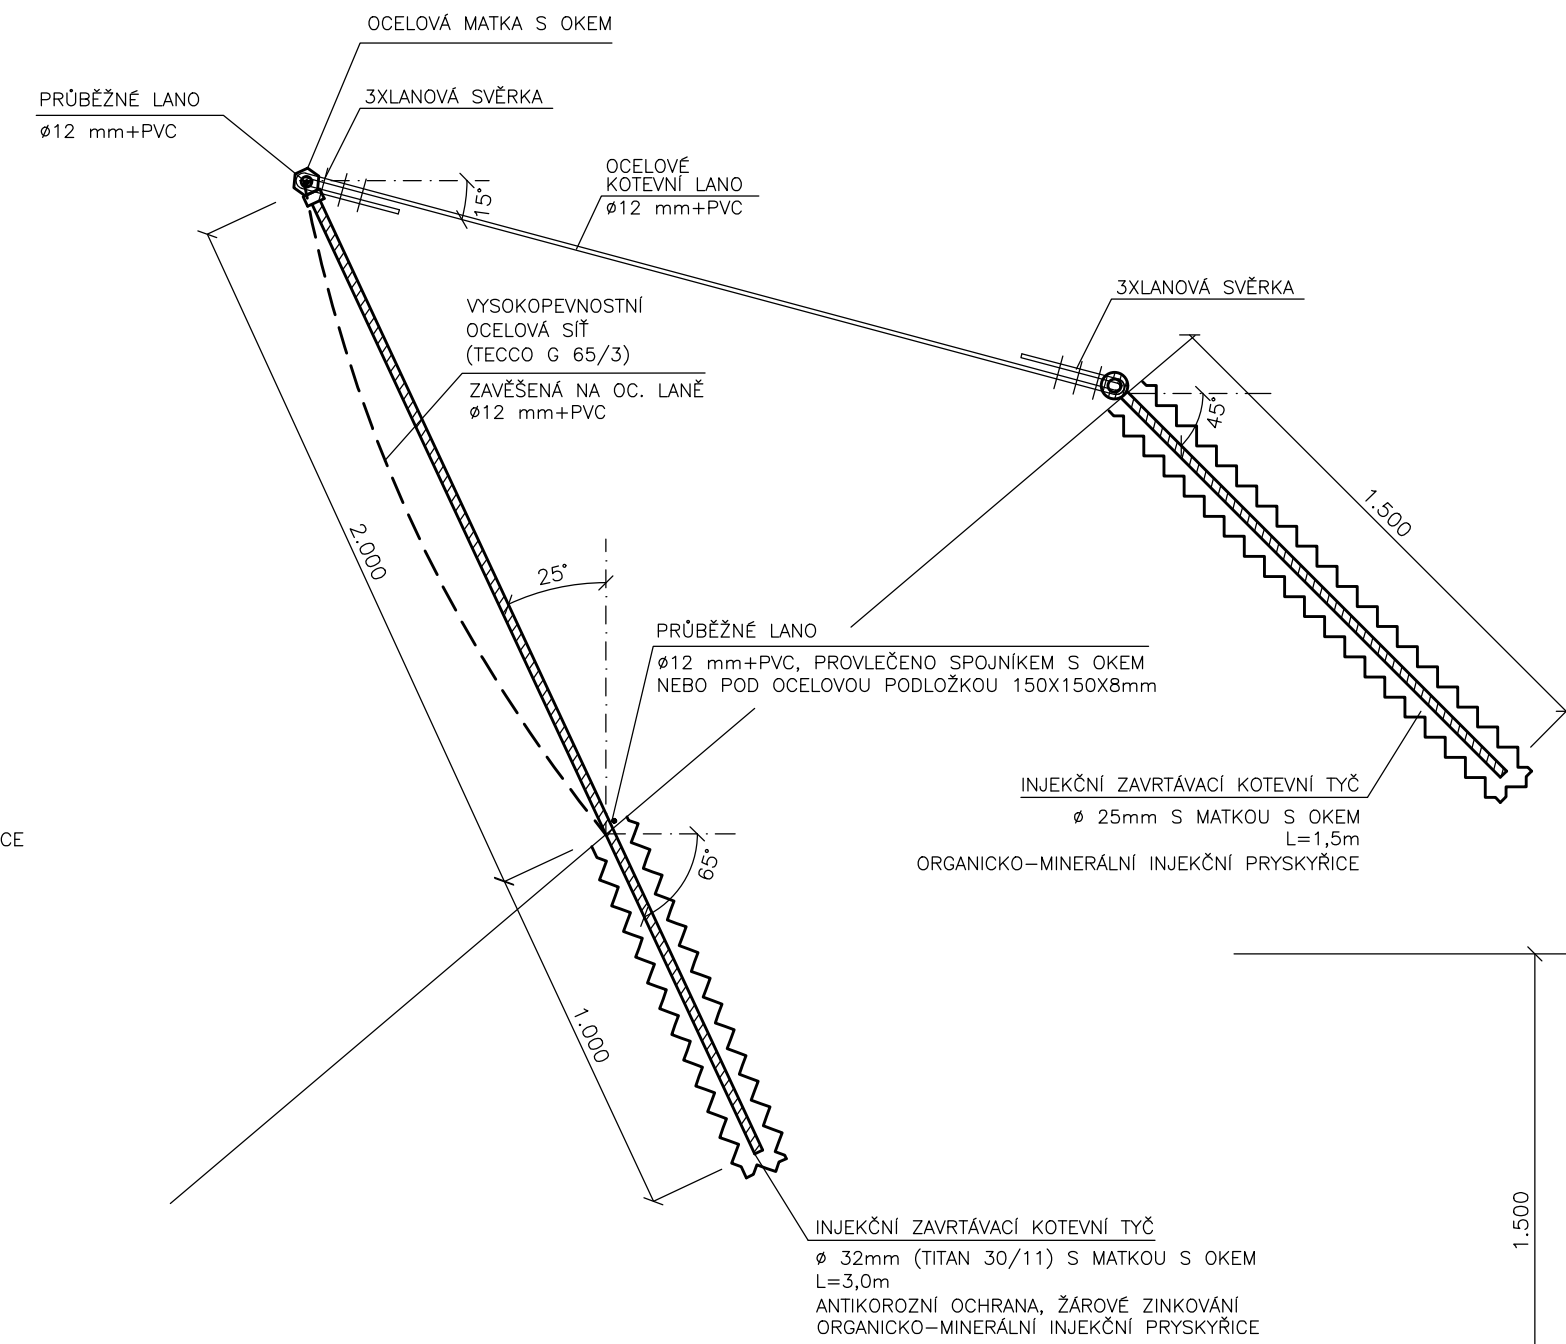 OCELOVÁ MATKA S OKEM
PRŮBĚŽNÉ LANO
ø12 mm+PVC
3XLANOVÁ SVĚRKA
OCELOVÉ
KOTEVNÍ LANO
ø12 mm+PVC
15°
VYSOKOPEVNOSTNÍ
OCELOVÁ SÍŤ
(TECCO G 65/3)
ZAVĚŠENÁ NA OC. LANĚ
ø12 mm+PVC
3XLANOVÁ SVĚRKA
45°
1.500
2.000
25°
PRŮBĚŽNÉ LANO
ø12 mm+PVC, PROVLEČENO SPOJNÍKEM S OKEM
NEBO POD OCELOVOU PODLOŽKOU 150X150X8mm
INJEKČNÍ ZAVRTÁVACÍ KOTEVNÍ TYČ
ø 25mm S MATKOU S OKEM
L=1,5m
ORGANICKO-MINERÁLNÍ INJEKČNÍ PRYSKYŘICE
CE
65°
1.000
1.500
INJEKČNÍ ZAVRTÁVACÍ KOTEVNÍ TYČ
ø 32mm (TITAN 30/11) S MATKOU S OKEM
L=3,0m
ANTIKOROZNÍ OCHRANA, ŽÁROVÉ ZINKOVÁNÍ
ORGANICKO-MINERÁLNÍ INJEKČNÍ PRYSKYŘICE